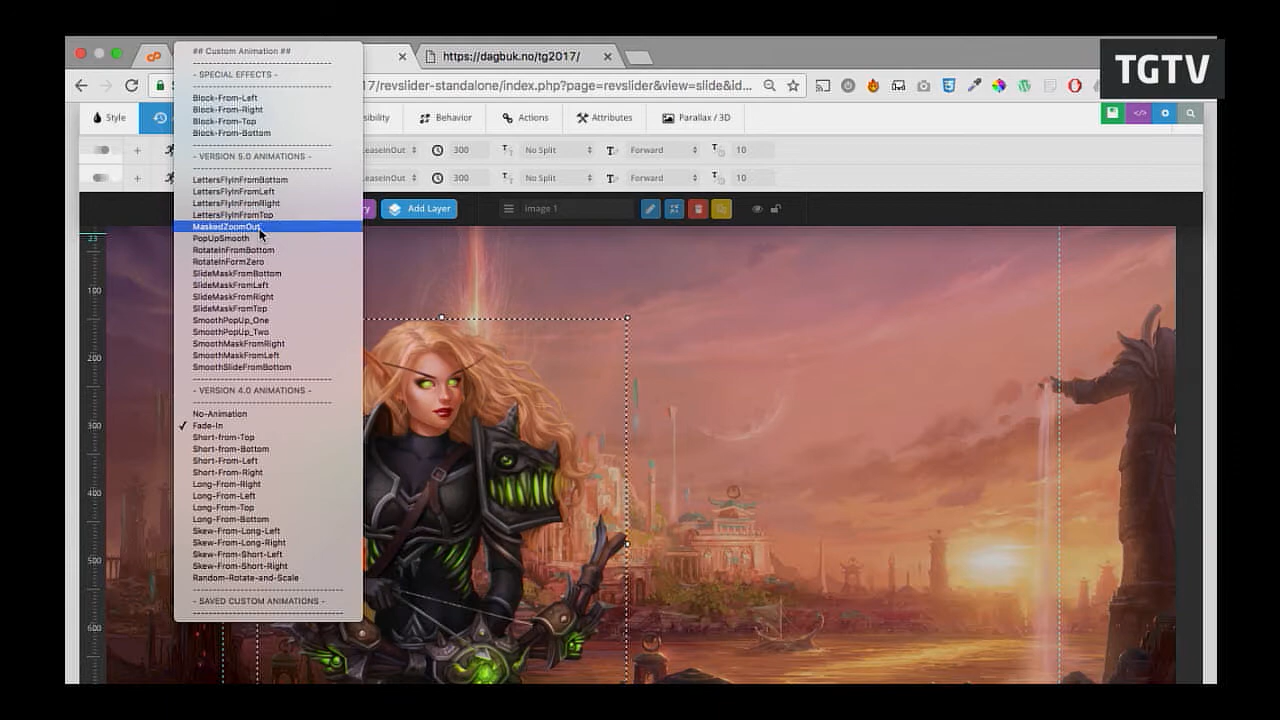 TGTV
https://dagbuk.no/tg2017/
17/revslider-standalone/index.php?page=revslider&view=slide&id...
## Custom Animation ##
- SPECIAL EFFECTS -
Block-From-Left
Block-From-Right
Block-From-Top
Block-From-Bottom
- VERSION 5.0 ANIMATIONS -
LettersFlyInFromBottom
LettersFlyInFromLeft
LettersFlyInFromRight
LettersFlyInFromTop
MaskedZoomOut
PopUpSmooth
RotateInFromBottom
RotateInFormZero
SlideMaskFromBottom
SlideMaskFromLeft
SlideMaskFromRight
SlideMaskFromTop
SmoothPopUp_One
SmoothPopUp_Two
SmoothMaskFromRight
SmoothMaskFromLeft
SmoothSlideFromBottom
- VERSION 4.0 ANIMATIONS -
No-Animation
✓ Fade-In
Short-from-Top
Short-from-Bottom
Short-From-Left
Short-From-Right
Long-From-Right
Long-From-Left
Long-From-Top
Long-From-Bottom
Skew-From-Long-Left
Skew-From-Long-Right
Skew-From-Short-Left
Skew-From-Short-Right
Random-Rotate-and-Scale
- SAVED CUSTOM ANIMATIONS -
Style
sibility Behavior Actions Attributes Parallax / 3D
</>
easeInOut 300 No Split Forward 10
easeInOut 300 No Split Forward 10
Add Layer Image 1
23
100
200
300
400
500
600